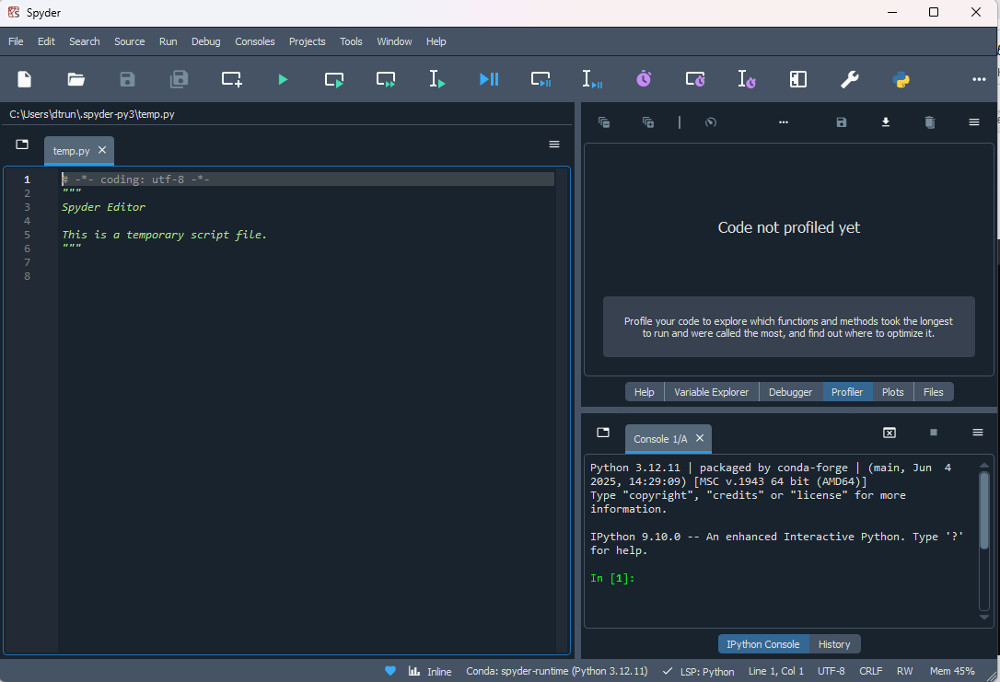 Spyder
File Edit Search Source Run Debug Consoles Projects Tools Window Help
C:\Users\dtrun\.spyder-py3\temp.py
temp.py
1 # -*- coding: utf-8 -*-
2 """
3 Spyder Editor
4
5 This is a temporary script file.
6 """
7
8
Code not profiled yet
Profile your code to explore which functions and methods took the longest
to run and were called the most, and find out where to optimize it.
Help Variable Explorer Debugger Profiler Plots Files
Console 1/A
Python 3.12.11 | packaged by conda-forge | (main, Jun  4
2025, 14:29:09) [MSC v.1943 64 bit (AMD64)]
Type "copyright", "credits" or "license" for more
information.
IPython 9.10.0 -- An enhanced Interactive Python. Type '?'
for help.
In [1]:
IPython Console History
Inline Conda: spyder-runtime (Python 3.12.11) LSP: Python Line 1, Col 1 UTF-8 CRLF RW Mem 45%